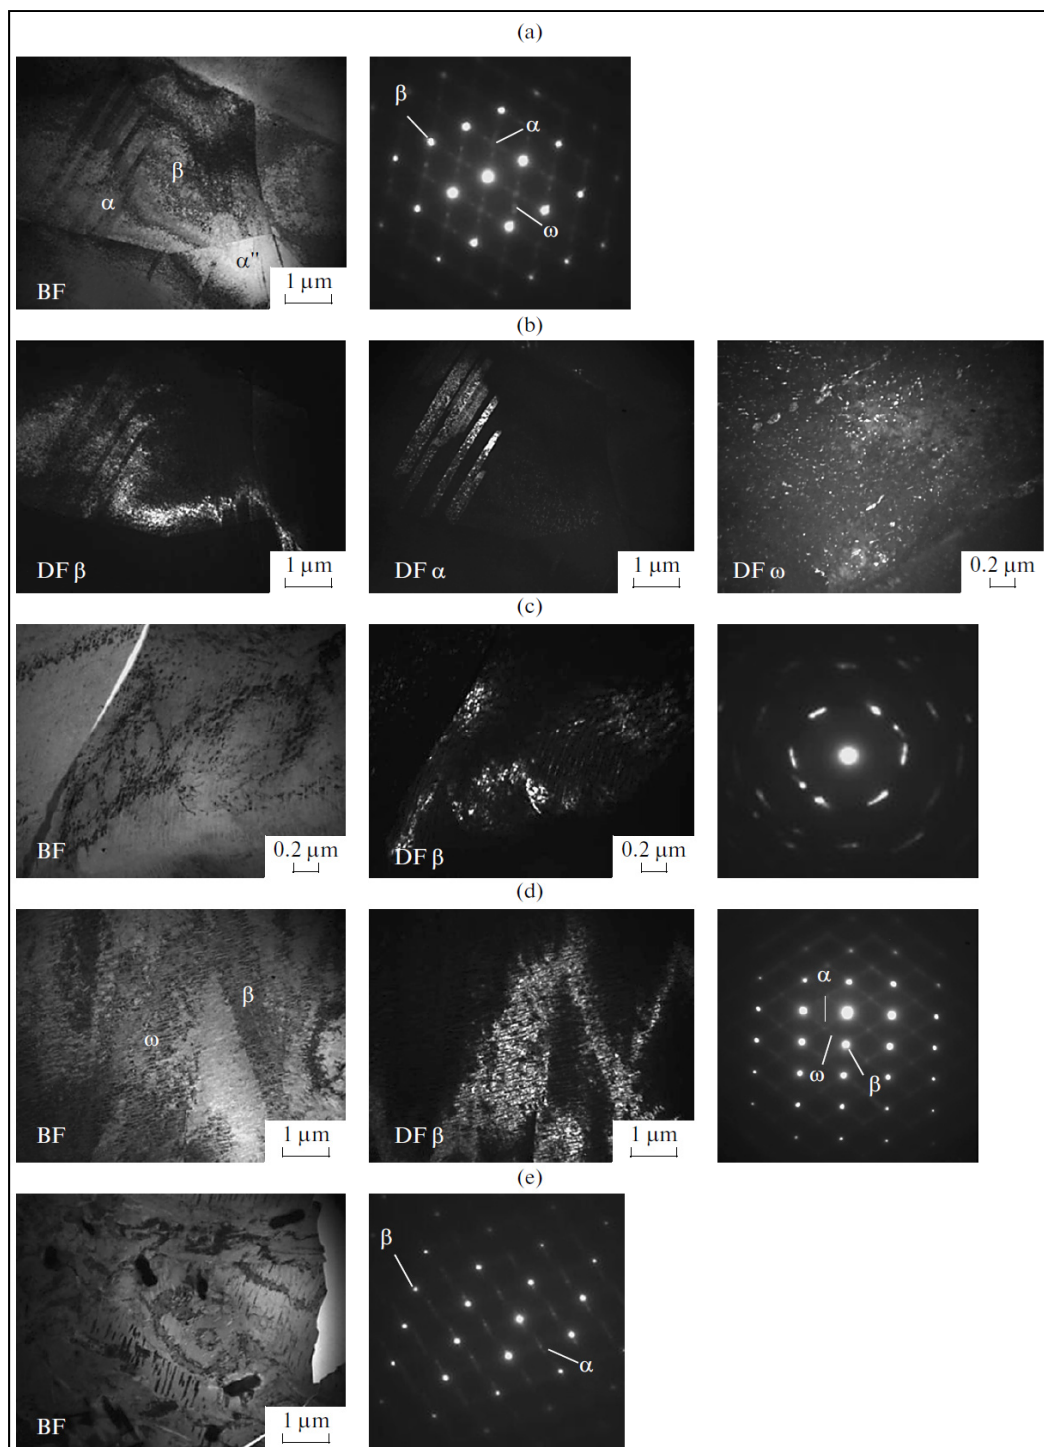 (a)
α
β
α"
BF
1 μm
β
α
ω
(b)
DF β
1 μm
DF α
1 μm
DF ω
0.2 μm
(c)
BF
0.2 μm
DF β
0.2 μm
(d)
β
ω
BF
1 μm
DF β
1 μm
α
ω
β
(e)
BF
1 μm
β
α